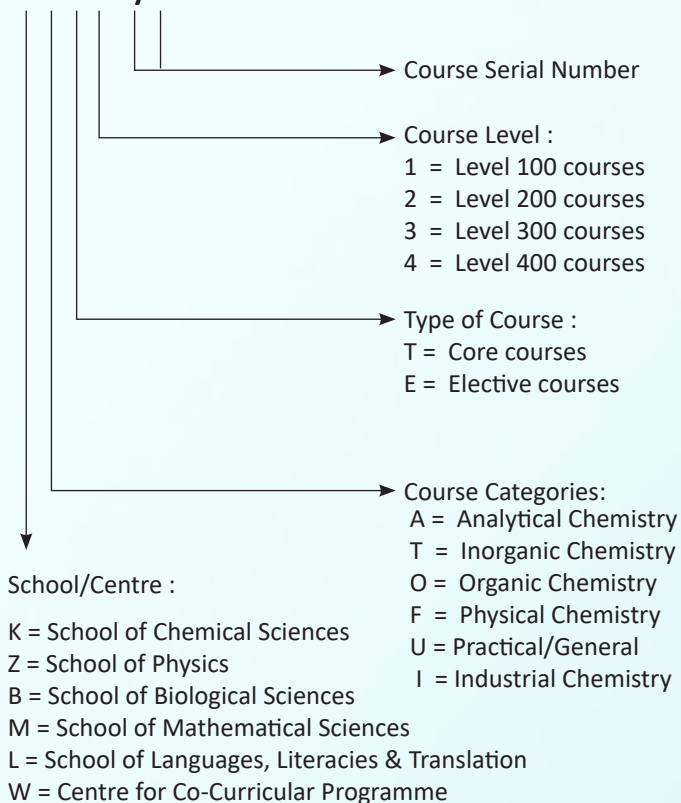 Course Serial Number
Course Level :
1 = Level 100 courses
2 = Level 200 courses
3 = Level 300 courses
4 = Level 400 courses
Type of Course :
T = Core courses
E = Elective courses
Course Categories:
A = Analytical Chemistry
T = Inorganic Chemistry
O = Organic Chemistry
F = Physical Chemistry
U = Practical/General
I = Industrial Chemistry
School/Centre :
K = School of Chemical Sciences
Z = School of Physics
B = School of Biological Sciences
M = School of Mathematical Sciences
L = School of Languages, Literacies & Translation
W = Centre for Co-Curricular Programme